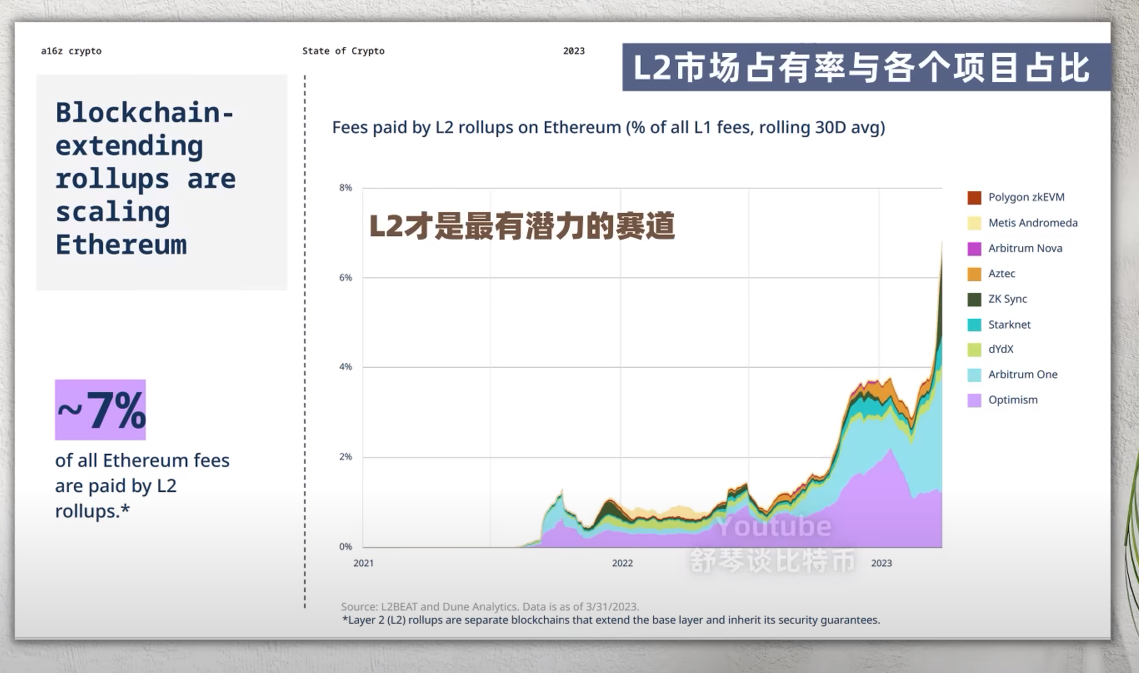 a16z crypto
State of Crypto
2023
L2市场占有率与各个项目占比
Blockchain-
extending
rollups are
scaling
Ethereum
~7%
of all Ethereum fees
are paid by L2
rollups.*
Fees paid by L2 rollups on Ethereum (% of all L1 fees, rolling 30D avg)
L2才是最有潜力的赛道
8%
6%
4%
2%
0%
2021
2022
2023
Polygon zkEVM
Metis Andromeda
Arbitrum Nova
Aztec
ZK Sync
Starknet
dYdX
Arbitrum One
Optimism
Youtube
舒琴谈比特币
Source: L2BEAT and Dune Analytics. Data is as of 3/31/2023.
*Layer 2 (L2) rollups are separate blockchains that extend the base layer and inherit its security guarantees.